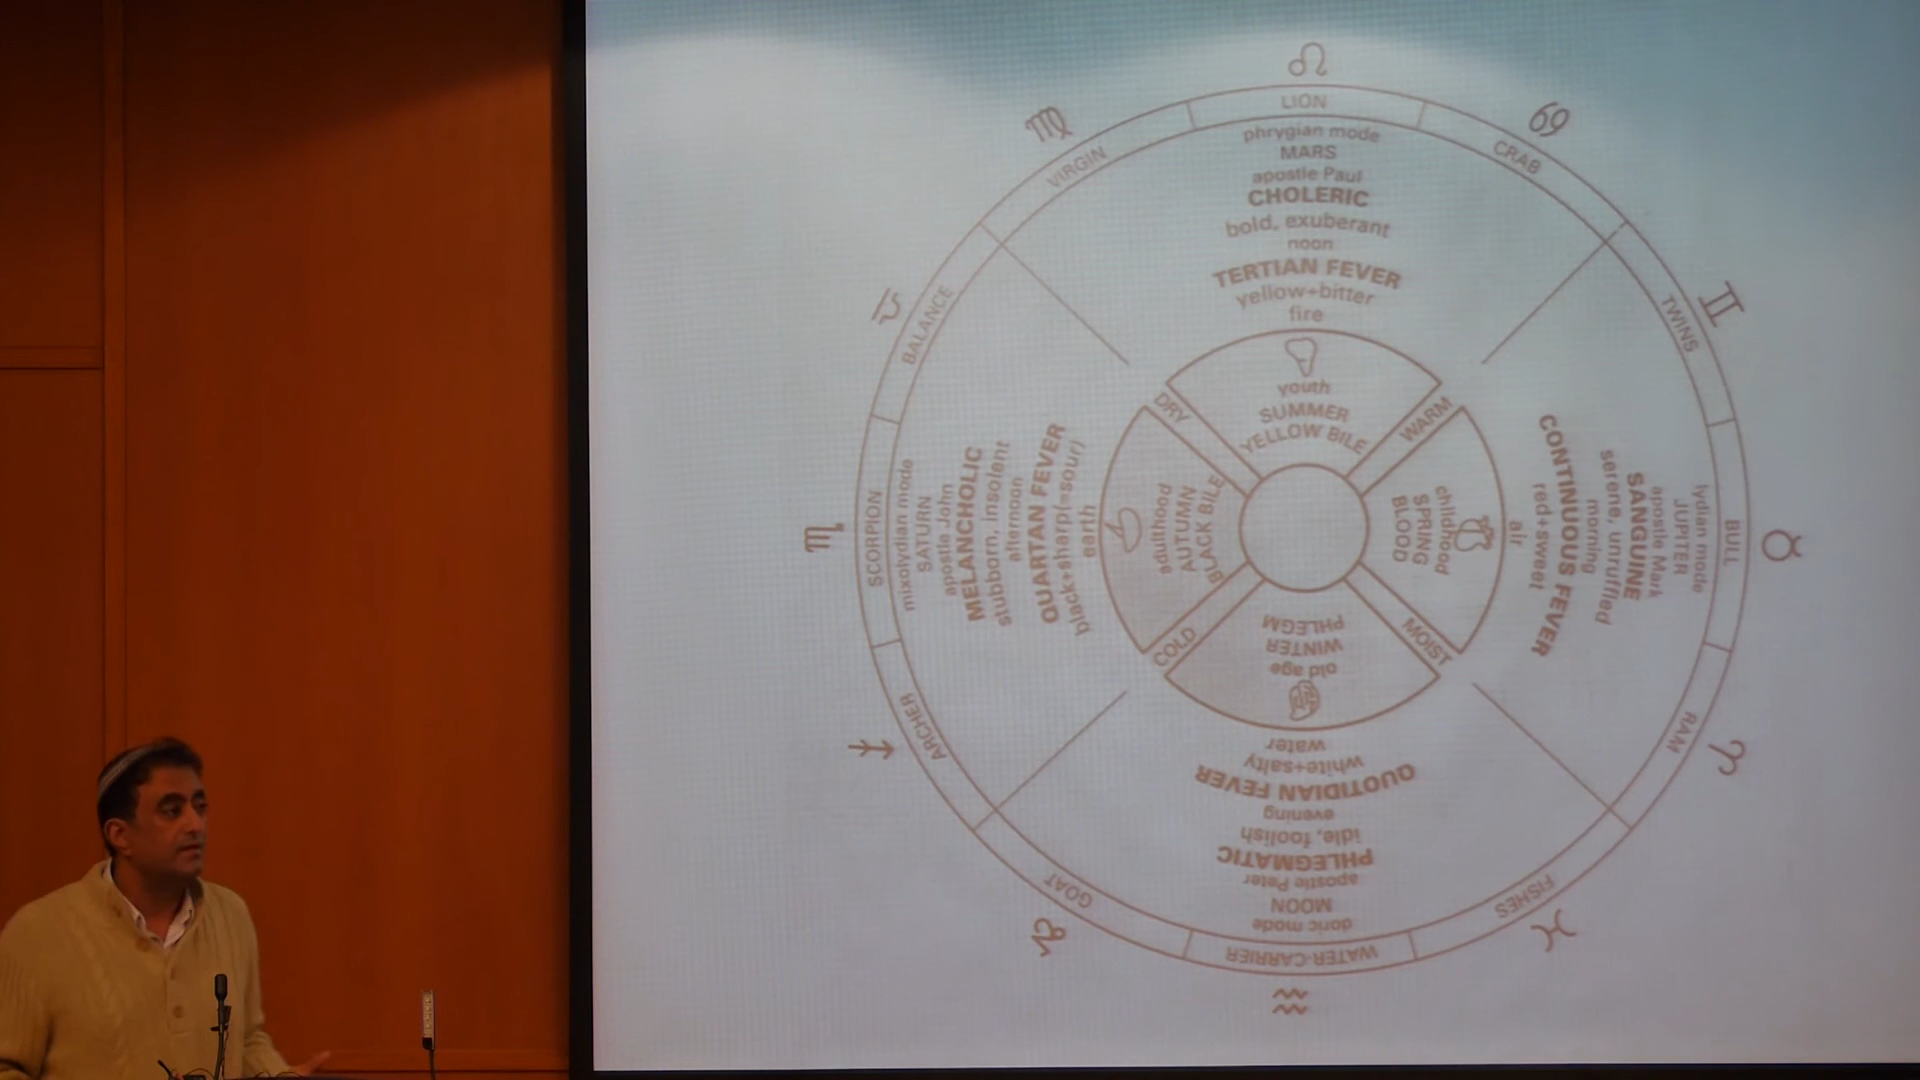 LION
CRAB
TWINS
BULL
RAM
FISHES
WATER-CARRIER
GOAT
ARCHER
SCORPION
BALANCE
VIRGIN
phrygian mode
MARS
apostle Paul
CHOLERIC
bold, exuberant
noon
TERTIAN FEVER
yellow+bitter
fire
youth
SUMMER
YELLOW BILE
DRY
WARM
MOIST
COLD
lydian mode
JUPITER
apostle Mark
SANGUINE
serene, unruffled
morning
CONTINUOUS FEVER
red+sweet
air
childhood
SPRING
BLOOD
doric mode
MOON
apostle Peter
PHLEGMATIC
idle, foolish
evening
QUOTIDIAN FEVER
white+salty
water
old age
WINTER
PHLEGM
mixolydian mode
SATURN
apostle John
MELANCHOLIC
stubborn, insolent
afternoon
QUARTAN FEVER
black+sharp(=sour)
earth
adulthood
AUTUMN
BLACK BILE